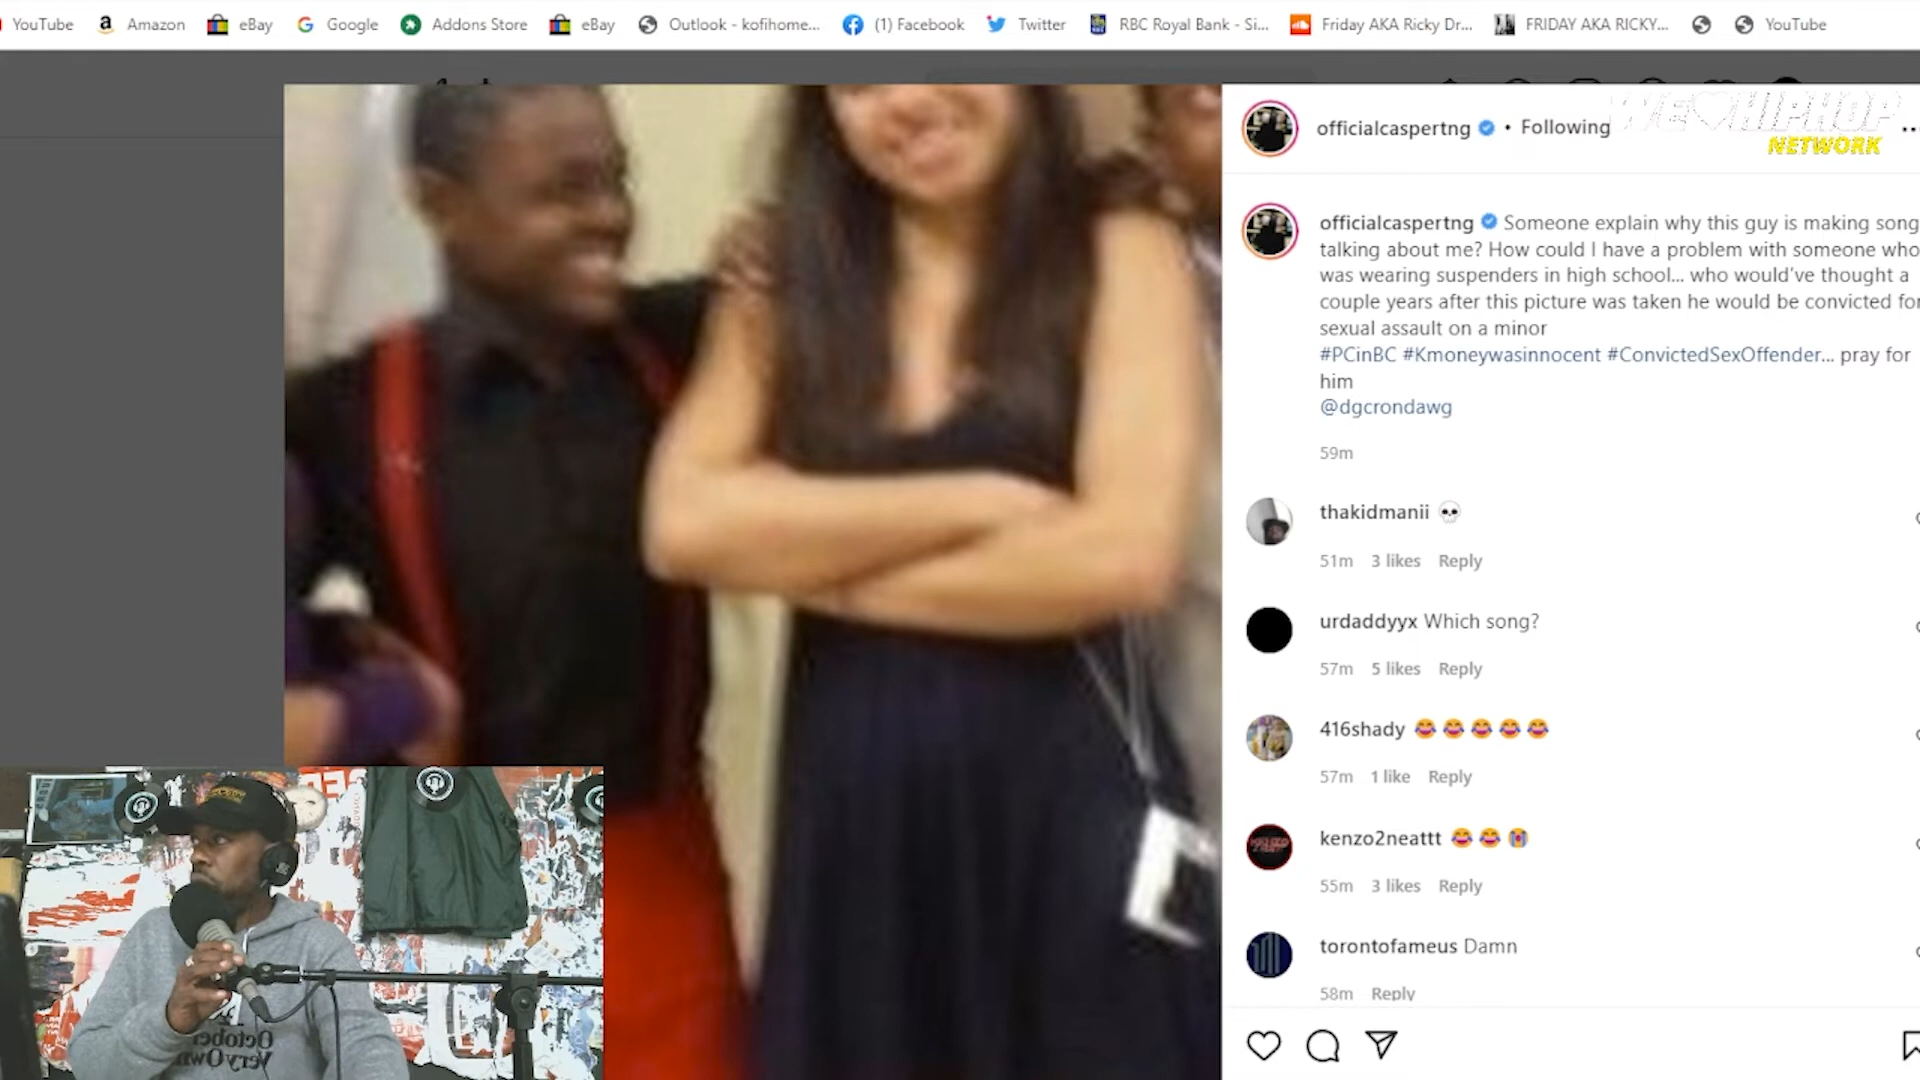 YouTube Amazon eBay Google Addons Store eBay Outlook - kofihome... (1) Facebook Twitter RBC Royal Bank - Si... Friday AKA Ricky Dr... FRIDAY AKA RICKY... YouTube
WE HIPHOP
NETWORK
officialcaspertng • Following
officialcaspertng Someone explain why this guy is making song
talking about me? How could I have a problem with someone who
was wearing suspenders in high school... who would've thought a
couple years after this picture was taken he would be convicted for
sexual assault on a minor
#PCinBC #Kmoneywasinnocent #ConvictedSexOffender... pray for
him
@dgcrondawg
59m
thakidmanii 💀
51m 3 likes Reply
urdaddyyx Which song?
57m 5 likes Reply
416shady 😂😂😂😂😂
57m 1 like Reply
kenzo2neattt 😂😂😭
55m 3 likes Reply
torontofameus Damn
58m Reply
October
Very Own